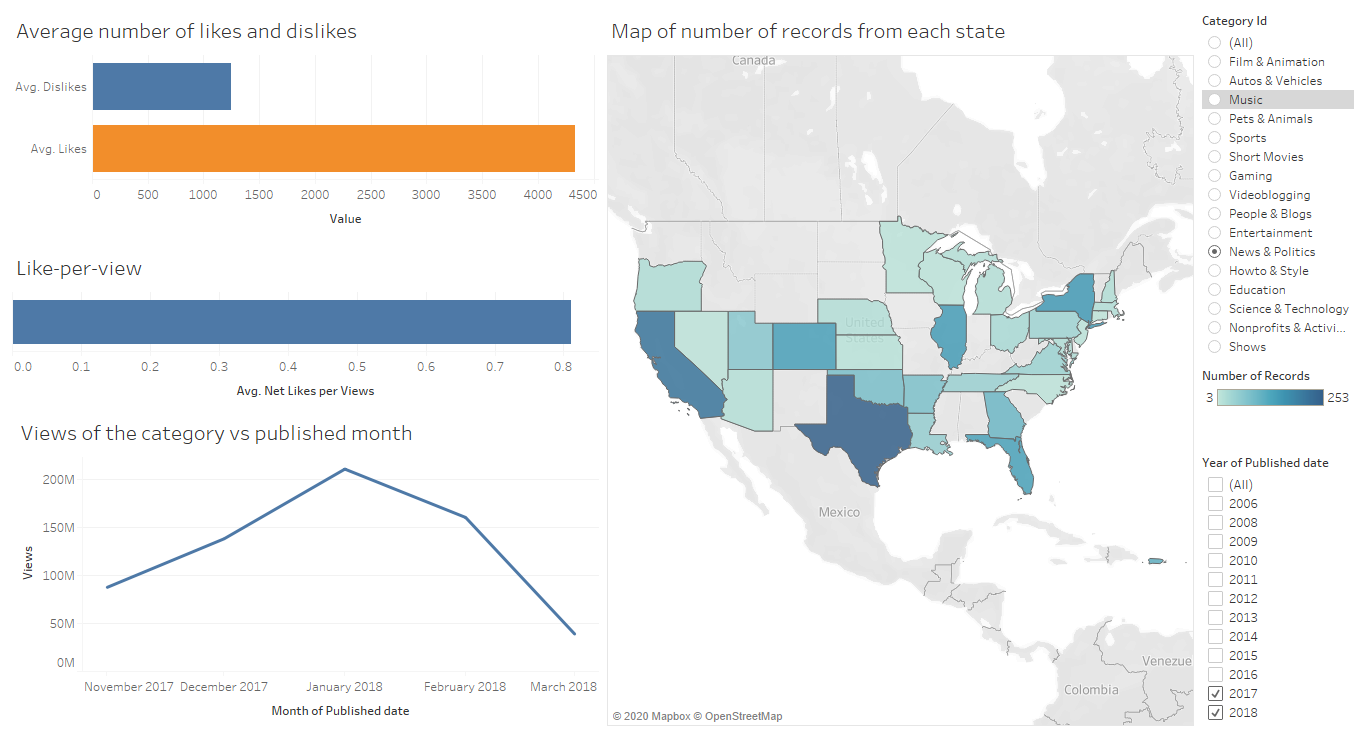 Average number of likes and dislikes
Avg. Dislikes
Avg. Likes
0 500 1000 1500 2000 2500 3000 3500 4000 4500
Value
Like-per-view
0.0 0.1 0.2 0.3 0.4 0.5 0.6 0.7 0.8
Avg. Net Likes per Views
Views of the category vs published month
200M
150M
100M
50M
0M
Views
November 2017 December 2017 January 2018 February 2018 March 2018
Month of Published date
Map of number of records from each state
Canada
United
States
Mexico
Venezue
Colombia
© 2020 Mapbox © OpenStreetMap
Category Id
(All)
Film & Animation
Autos & Vehicles
Music
Pets & Animals
Sports
Short Movies
Gaming
Videoblogging
People & Blogs
Entertainment
News & Politics
Howto & Style
Education
Science & Technology
Nonprofits & Activi...
Shows
Number of Records
3 253
Year of Published date
(All)
2006
2008
2009
2010
2011
2012
2013
2014
2015
2016
2017
2018